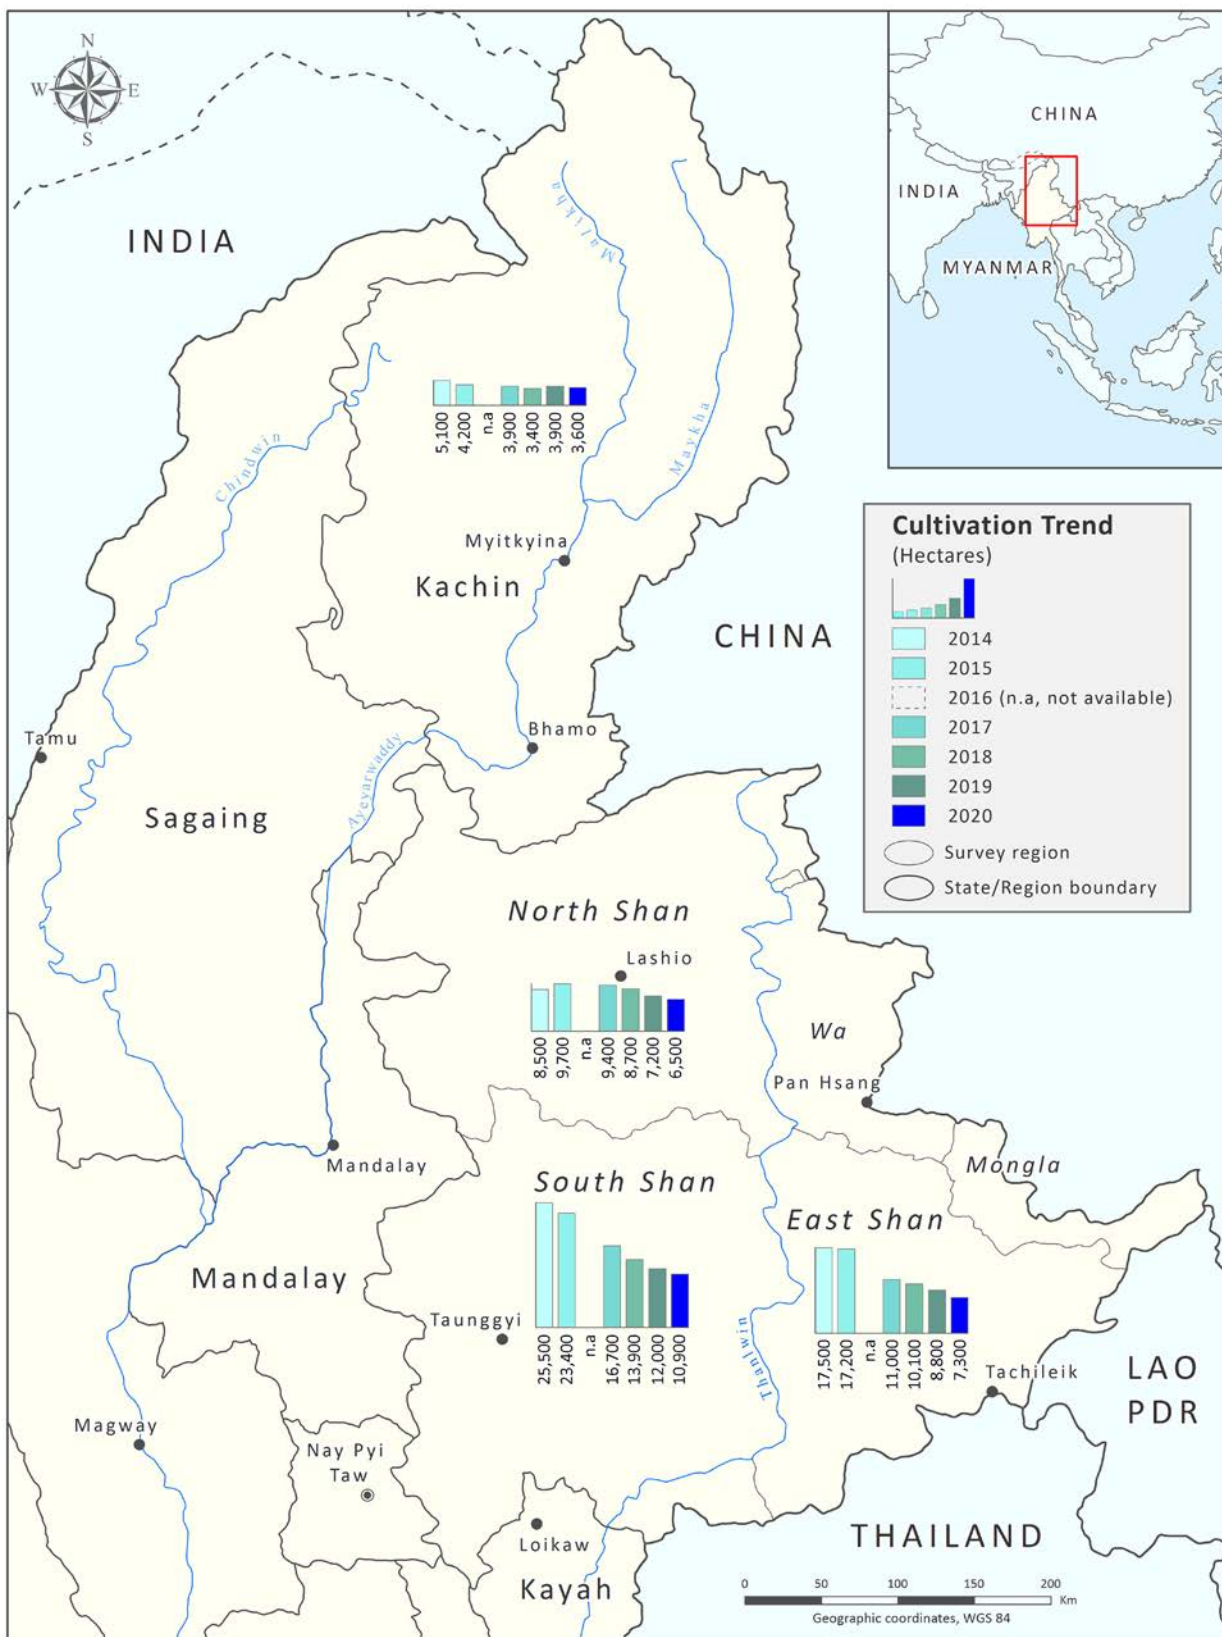 N
W
E
S
INDIA
CHINA
INDIA
MYANMAR
Malikha
Maykha
Chindwin
5,100
4,200
n.a
3,900
3,400
3,900
3,600
Myitkyina
Kachin
CHINA
Cultivation Trend
(Hectares)
2014
2015
2016 (n.a, not available)
2017
2018
2019
2020
Survey region
State/Region boundary
Tamu
Bhamo
Ayeyarwaddy
Sagaing
North Shan
Lashio
8,500
9,700
n.a
9,400
8,700
7,200
6,500
Wa
Pan Hsang
Mandalay
Mongla
South Shan
25,500
23,400
n.a
16,700
13,900
12,000
10,900
East Shan
17,500
17,200
n.a
11,000
10,100
8,800
7,300
Mandalay
Taunggyi
Thanlwin
Tachileik
LAO
PDR
Magway
Nay Pyi
Taw
Loikaw
Kayah
THAILAND
0 50 100 150 200
Km
Geographic coordinates, WGS 84